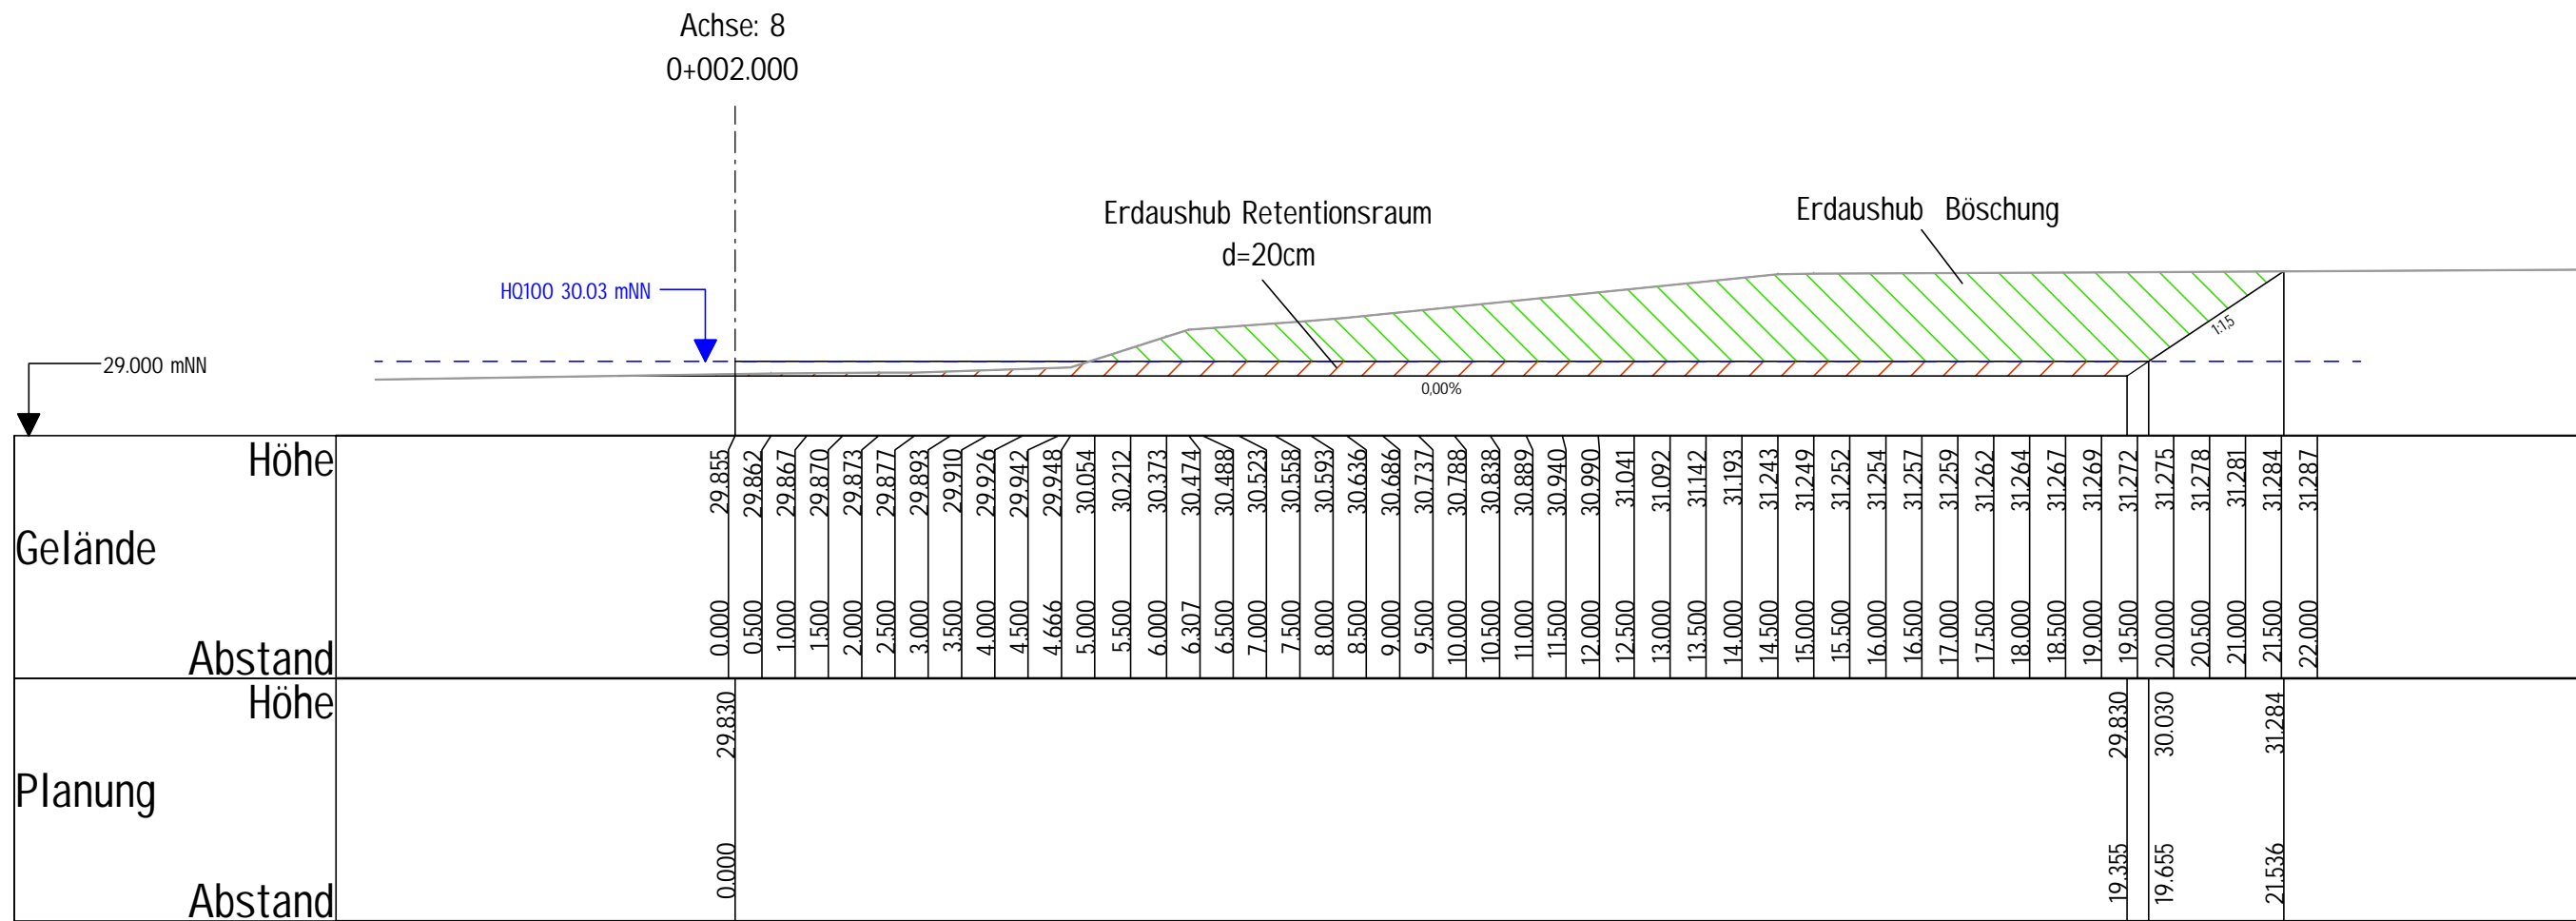 Achse: 8
0+002.000
Erdaushub Retentionsraum
d=20cm
Erdaushub Böschung
HQ100 30.03 mNN
29.000 mNN
1:1,5
0,00%
Gelände
Höhe
29.855 29.862 29.867 29.870 29.873 29.877 29.893 29.910 29.926 29.942 29.948 30.054 30.212 30.373 30.474 30.488 30.523 30.558 30.593 30.636 30.686 30.737 30.788 30.838 30.889 30.940 30.990 31.041 31.092 31.142 31.193 31.243 31.249 31.252 31.254 31.257 31.259 31.262 31.264 31.267 31.269 31.272 31.275 31.278 31.281 31.284 31.287
Abstand
0.000 0.500 1.000 1.500 2.000 2.500 3.000 3.500 4.000 4.500 4.666 5.000 5.500 6.000 6.307 6.500 7.000 7.500 8.000 8.500 9.000 9.500 10.000 10.500 11.000 11.500 12.000 12.500 13.000 13.500 14.000 14.500 15.000 15.500 16.000 16.500 17.000 17.500 18.000 18.500 19.000 19.500 20.000 20.500 21.000 21.500 22.000
Planung
Höhe
29.830 29.830 30.030 31.284
Abstand
0.000 19.355 19.655 21.536